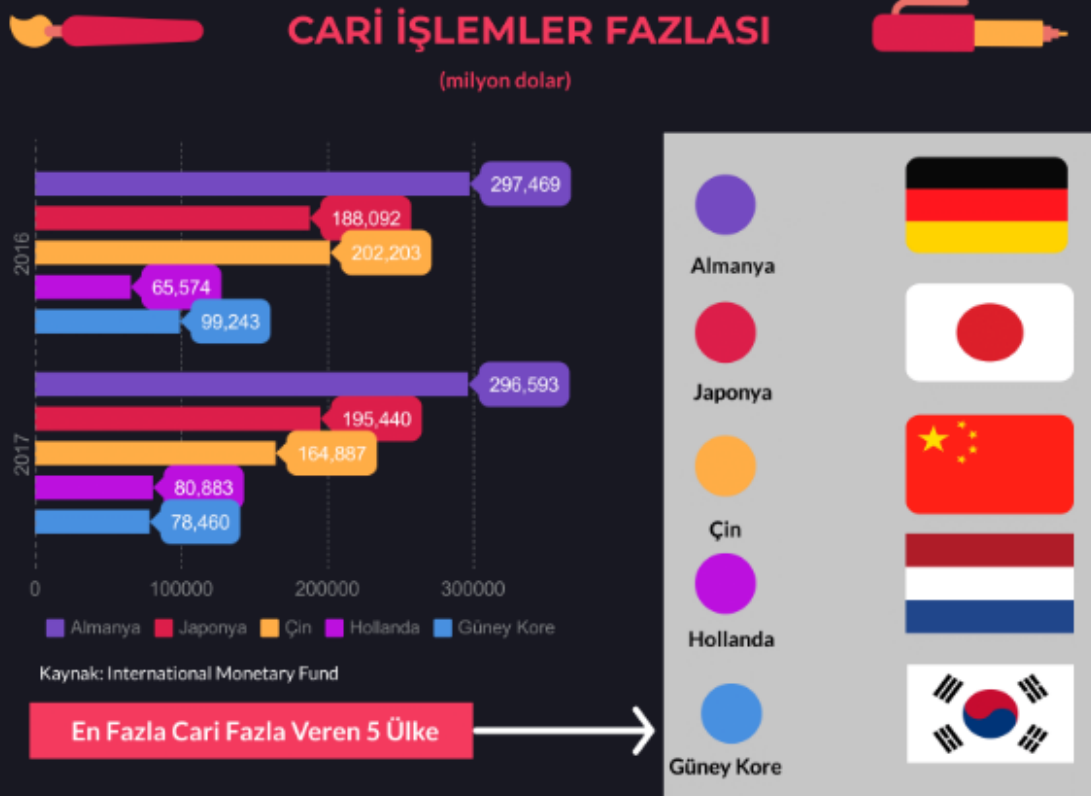 CARİ İŞLEMLER FAZLASI
(milyon dolar)
2016
297,469
188,092
202,203
65,574
99,243
2017
296,593
195,440
164,887
80,883
78,460
0 100000 200000 300000
Almanya Japonya Çin Hollanda Güney Kore
Kaynak: International Monetary Fund
En Fazla Cari Fazla Veren 5 Ülke
Almanya
Japonya
Çin
Hollanda
Güney Kore